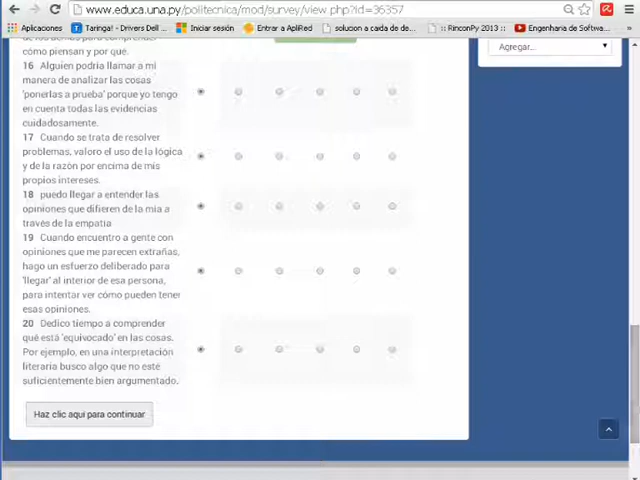 www.educa.una.py/politecnica/mod/survey/view.php?id=36357
Aplicaciones
Taringa! - Drivers Dell ...
Iniciar sesión
Entrar a ApliRed
solucion a caida de de...
:: RinconPy 2013 :: ...
Engenharia de Softwa...
cómo piensan y por qué.
16 Alguien podría llamar a mi
manera de analizar las cosas
'ponerlas a prueba' porque yo tengo
en cuenta todas las evidencias
cuidadosamente.
17 Cuando se trata de resolver
problemas, valoro el uso de la lógica
y de la razón por encima de mis
propios intereses.
18 puedo llegar a entender las
opiniones que difieren de la mía a
través de la empatía
19 Cuando encuentro a gente con
opiniones que me parecen extrañas,
hago un esfuerzo deliberado para
'llegar' al interior de esa persona,
para intentar ver cómo pueden tener
esas opiniones.
20 Dedico tiempo a comprender
qué está 'equivocado' en las cosas.
Por ejemplo, en una interpretación
literaria busco algo que no esté
suficientemente bien argumentado.
Haz clic aquí para continuar
Agregar...